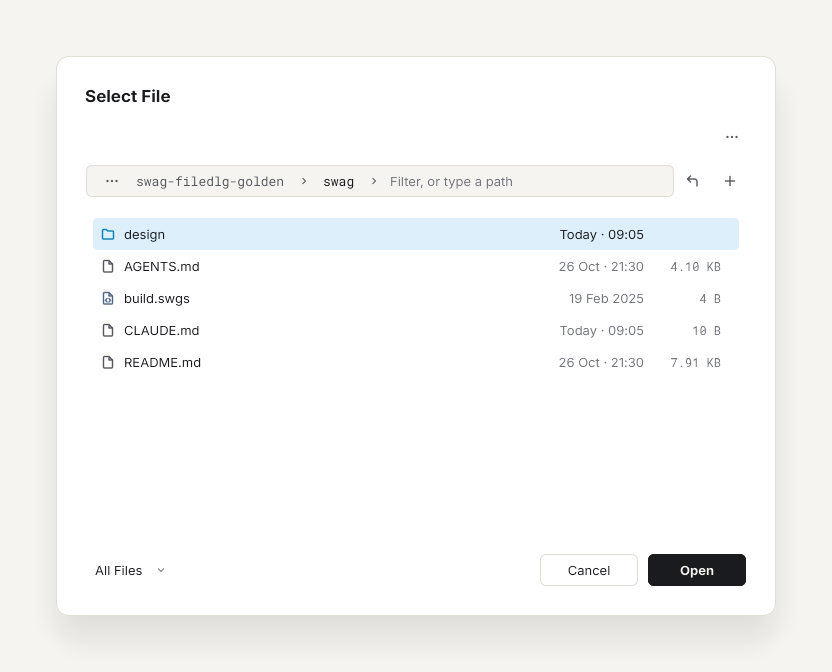 Select File
swag-filedlg-golden › swag › Filter, or type a path
design Today · 09:05
AGENTS.md 26 Oct · 21:30 4.10 KB
build.swgs 19 Feb 2025 4 B
CLAUDE.md Today · 09:05 10 B
README.md 26 Oct · 21:30 7.91 KB
All Files Cancel Open